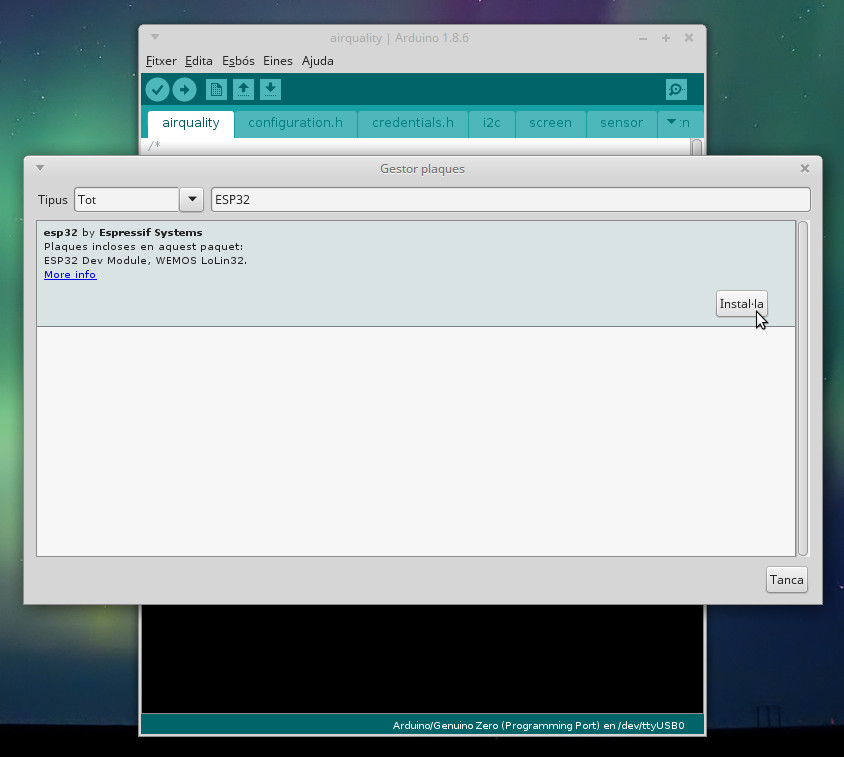 airquality | Arduino 1.8.6
Fitxer Edita Esbós Eines Ajuda
airquality configuration.h credentials.h i2c screen sensor :n
/*
Gestor plaques
Tipus Tot ESP32
esp32 by Espressif Systems
Plaques incloses en aquest paquet:
ESP32 Dev Module, WEMOS LoLin32.
More info
Instal·la
Tanca
Arduino/Genuino Zero (Programming Port) en /dev/ttyUSB0